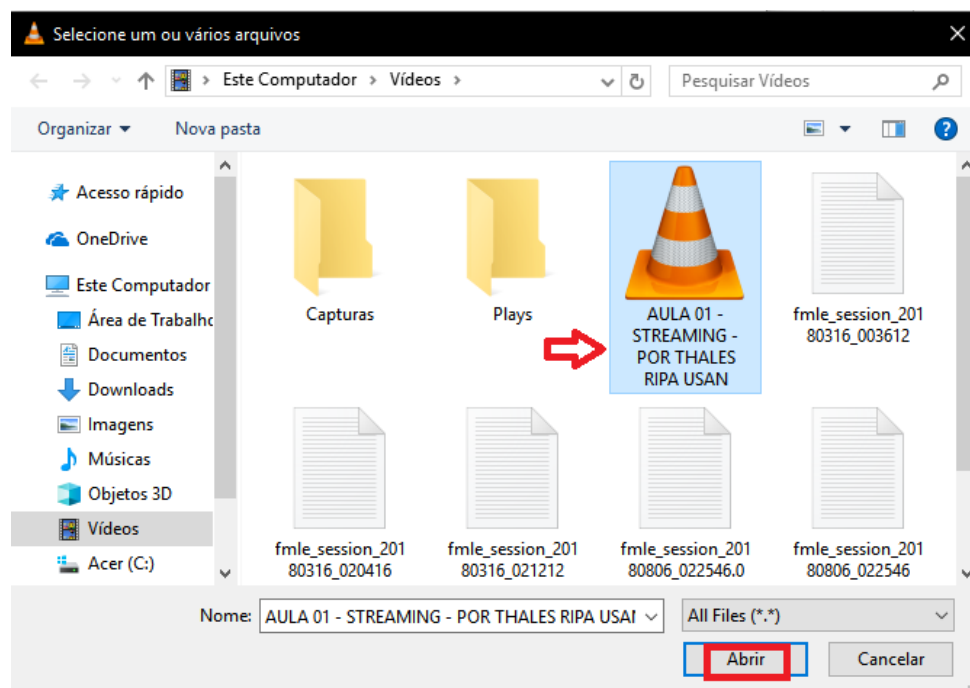 Selecione um ou vários arquivos
Este Computador > Vídeos >
Pesquisar Vídeos
Organizar
Nova pasta
Acesso rápido
OneDrive
Este Computador
Área de Trabalho
Documentos
Downloads
Imagens
Músicas
Objetos 3D
Vídeos
Acer (C:)
Capturas
Plays
AULA 01 -
STREAMING -
POR THALES
RIPA USAN
fmle_session_201
80316_003612
fmle_session_201
80316_020416
fmle_session_201
80316_021212
fmle_session_201
80806_022546.0
fmle_session_201
80806_022546
Nome:
AULA 01 - STREAMING - POR THALES RIPA USAN
All Files (*.*)
Abrir
Cancelar